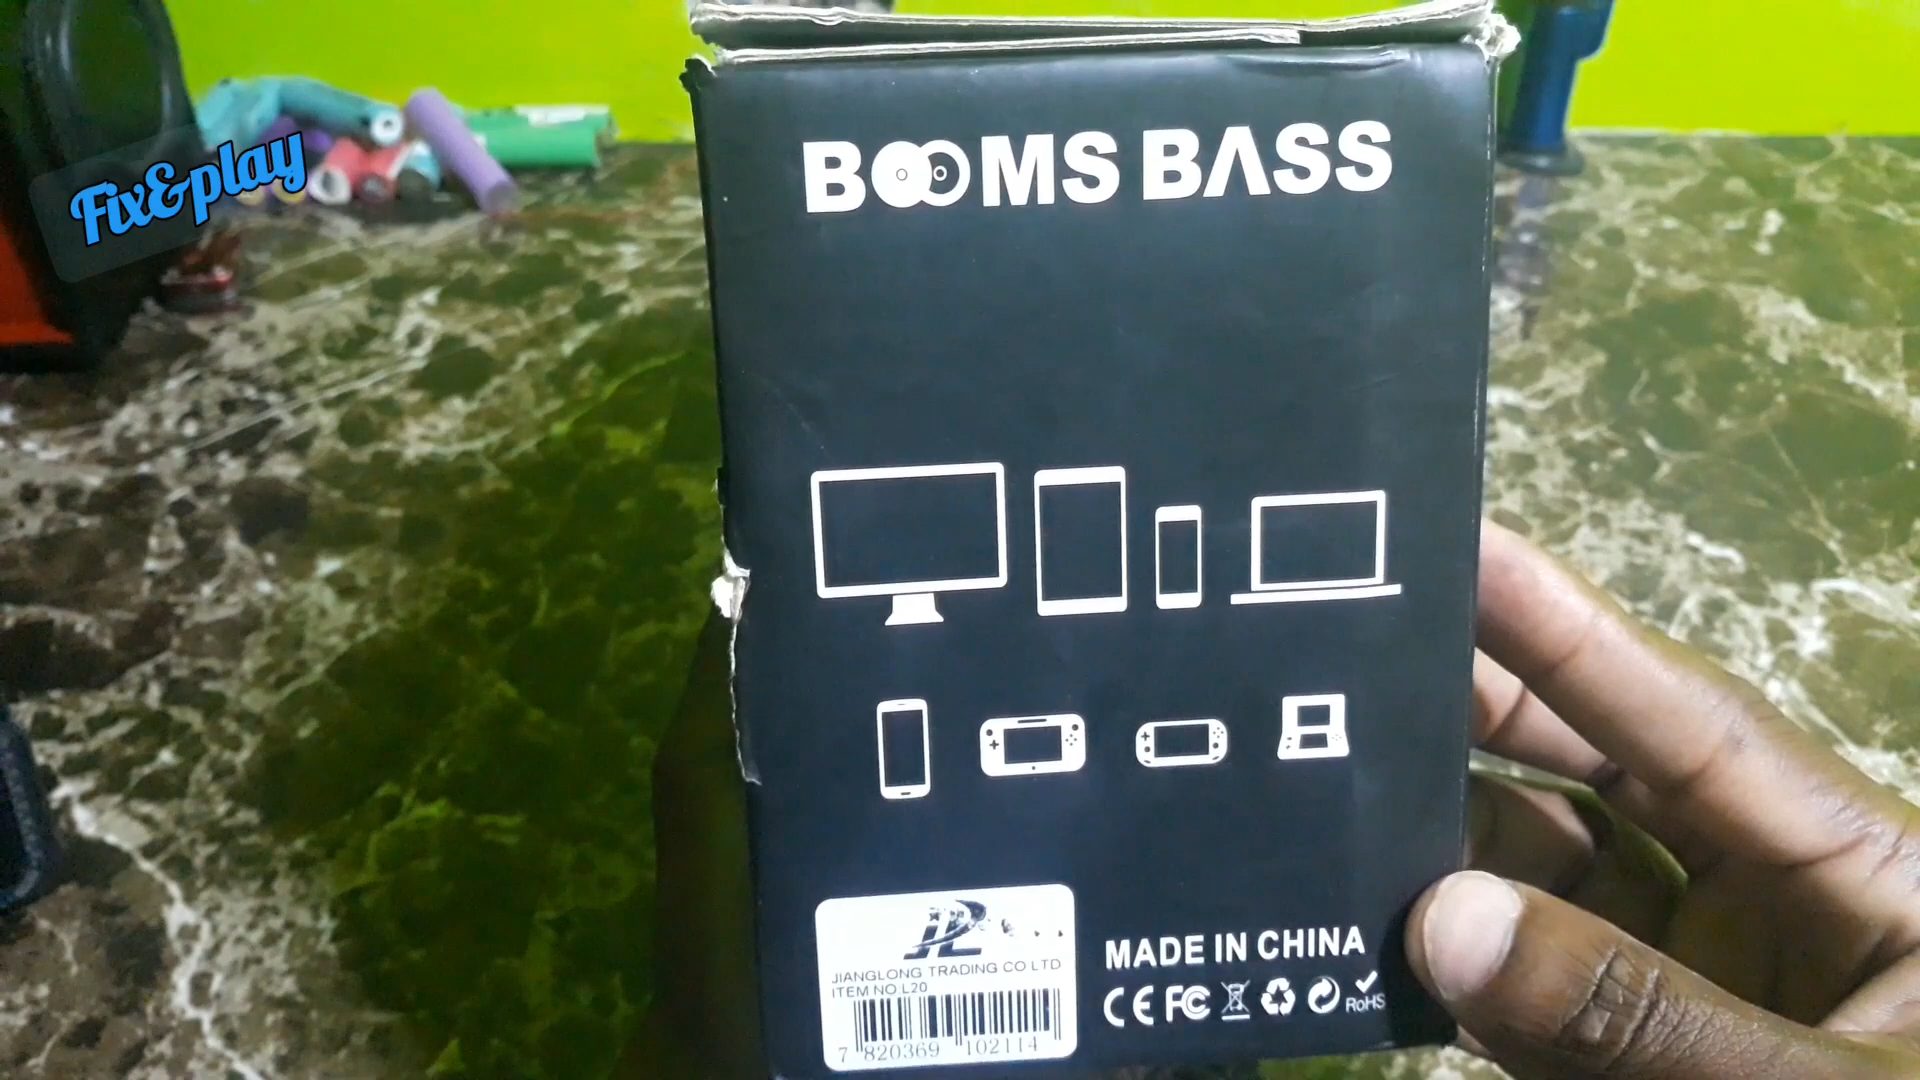 Fix&play
BOOMS BASS
JL
JIANGLONG TRADING CO LTD
ITEM NO:L20
7 820369 102114
MADE IN CHINA
CE FC RoHS